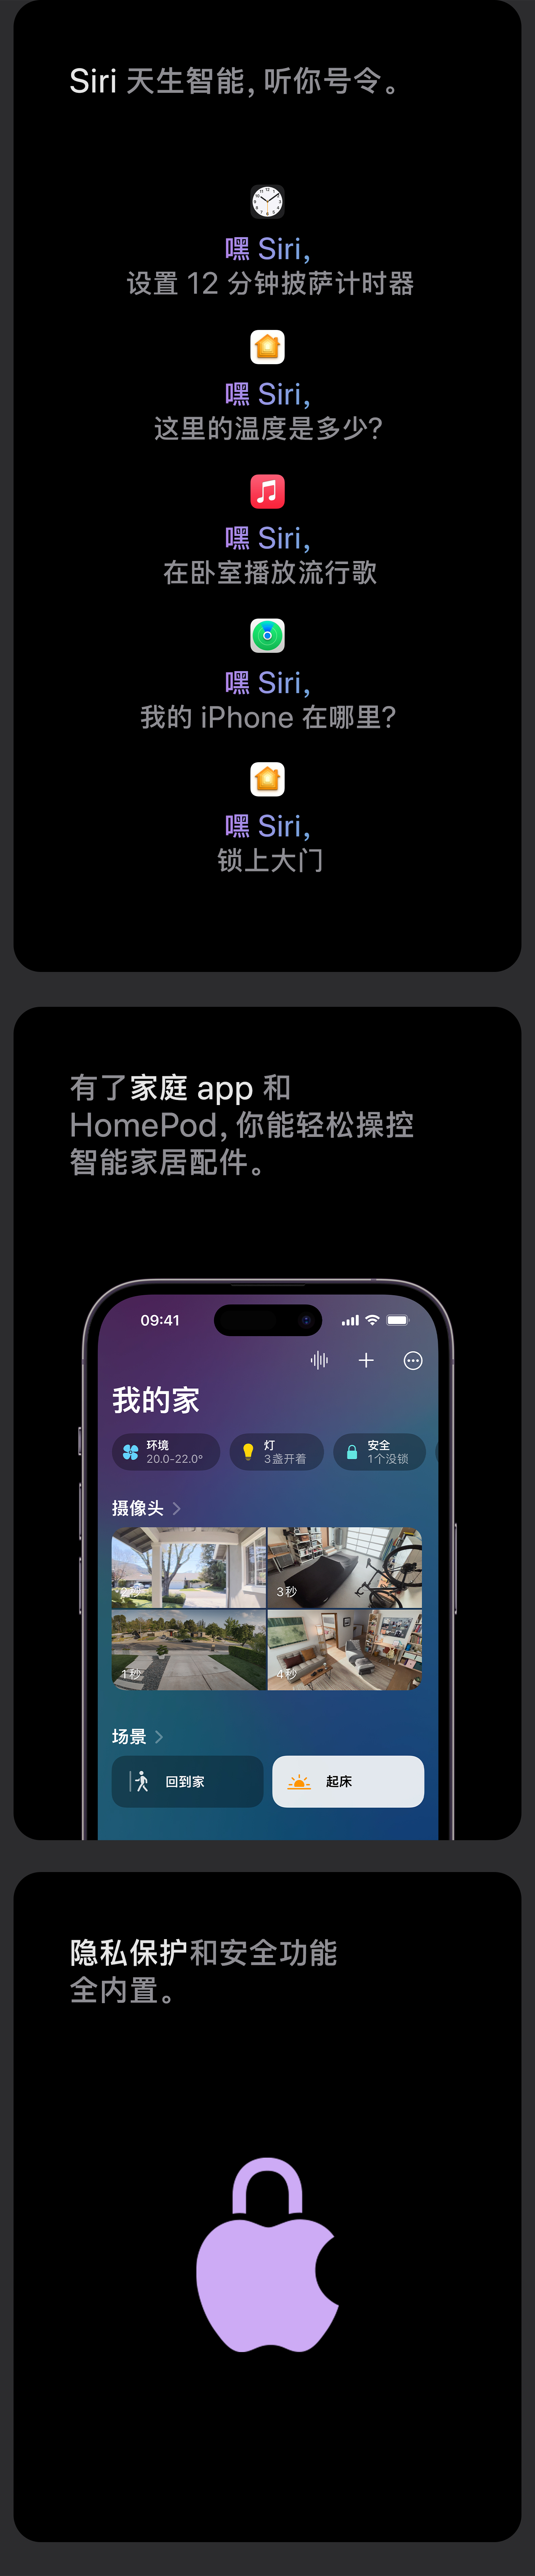 Siri 天生智能，听你号令。
嘿 Siri，
设置 12 分钟披萨计时器
嘿 Siri，
这里的温度是多少？
嘿 Siri，
在卧室播放流行歌
嘿 Siri，
我的 iPhone 在哪里？
嘿 Siri，
锁上大门
有了家庭 app 和
HomePod，你能轻松操控
智能家居配件。
09:41
我的家
环境
20.0-22.0°
灯
3盏开着
安全
1个没锁
摄像头
2秒
3秒
1秒
4秒
场景
回到家
起床
隐私保护和安全功能
全内置。